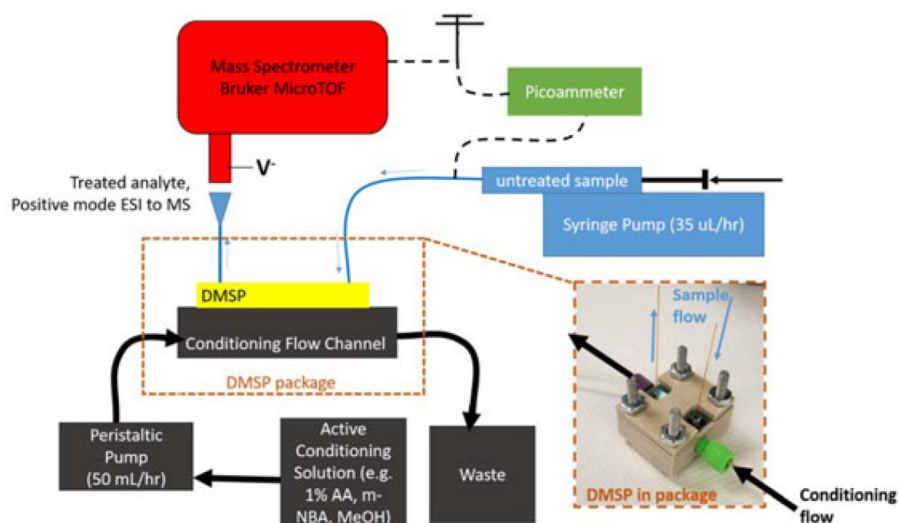 Mass Spectrometer
Bruker MicroTOF
Picoammeter
V-
Treated analyte,
Positive mode ESI to MS
untreated sample
Syringe Pump (35 uL/hr)
DMSP
Conditioning Flow Channel
DMSP package
Sample
flow
Peristaltic
Pump
(50 mL/hr)
Active
Conditioning
Solution (e.g.
1% AA, m-
NBA, MeOH)
Waste
DMSP in package
Conditioning
flow